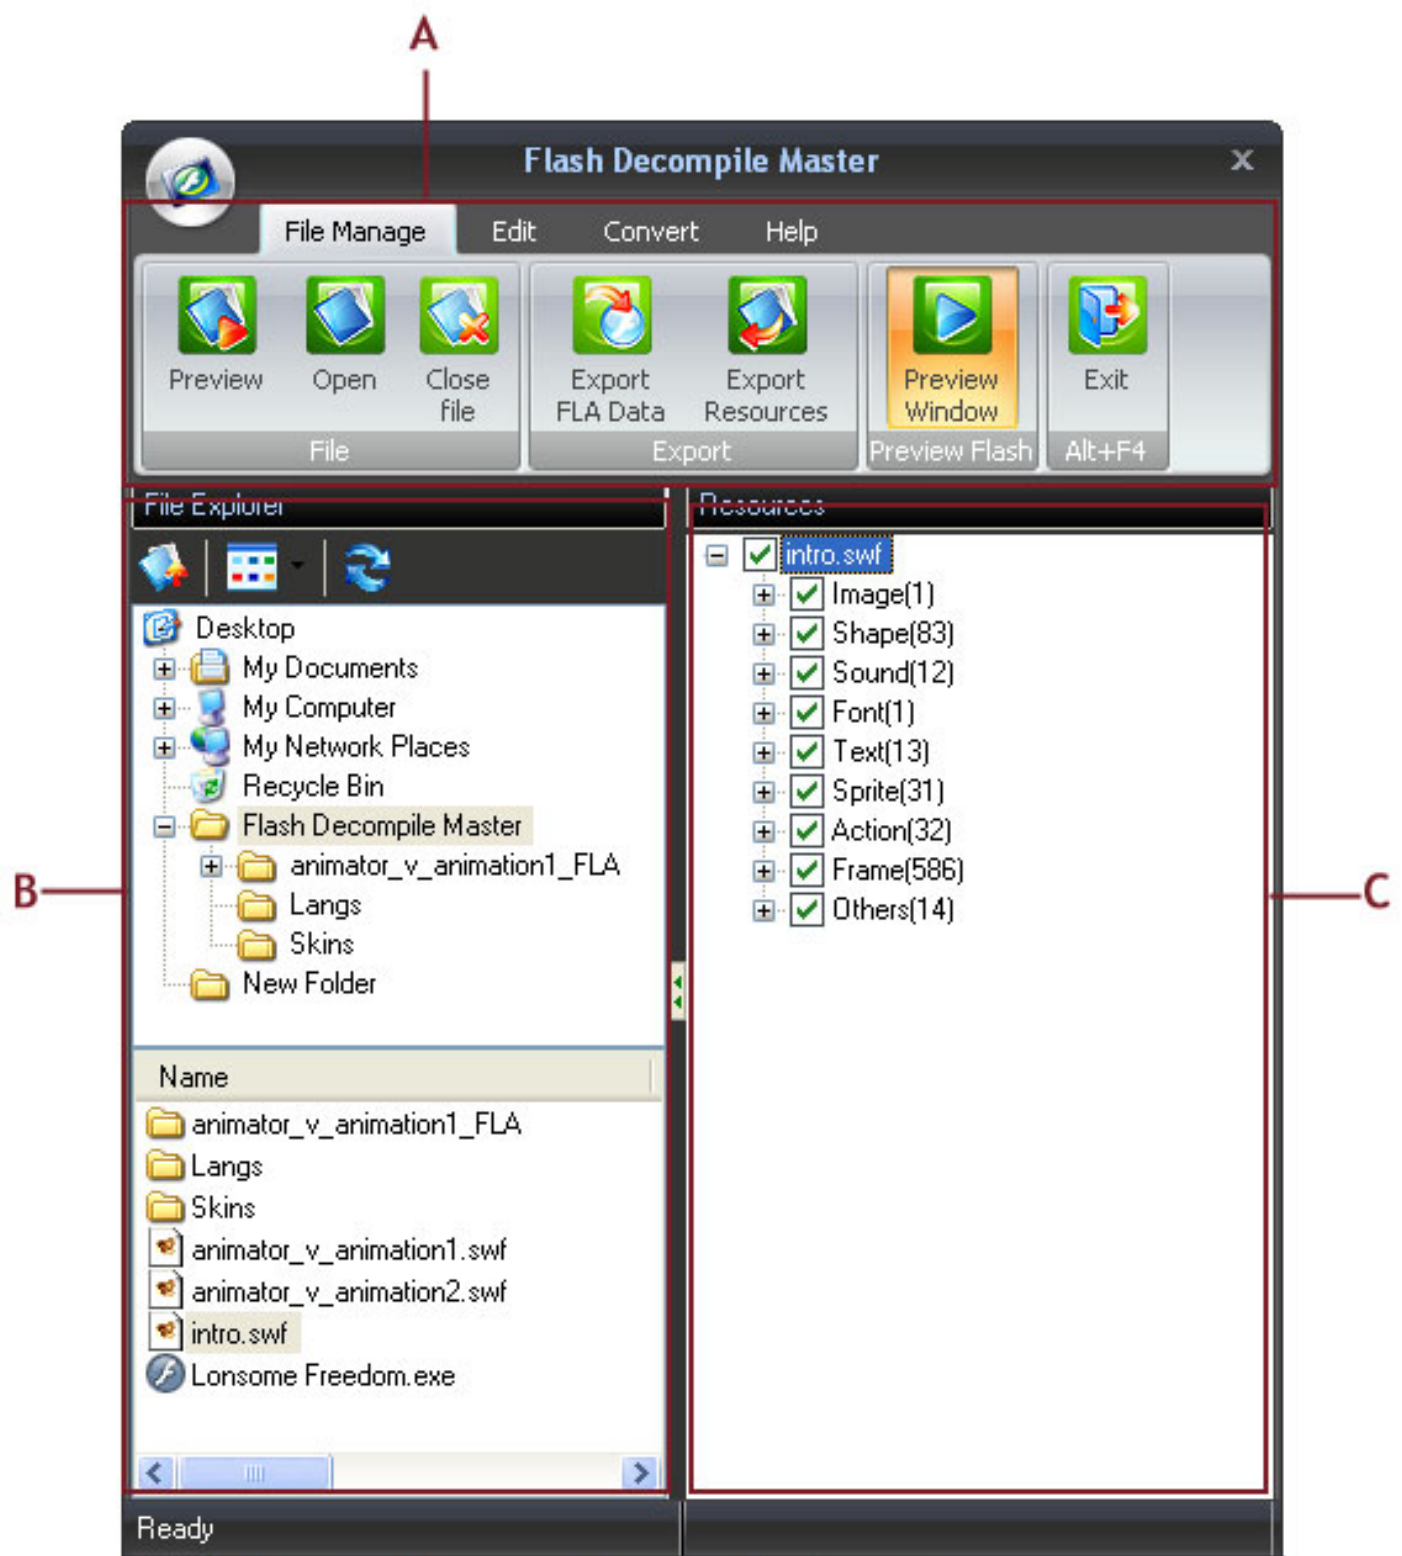 A
Flash Decompile Master
File Manage Edit Convert Help
Preview Open Close file
Export FLA Data Export Resources
Preview Window
Exit
File Export Preview Flash Alt+F4
File Explorer
Desktop
My Documents
My Computer
My Network Places
Recycle Bin
Flash Decompile Master
animator_v_animation1_FLA
Langs
Skins
New Folder
B
Name
animator_v_animation1_FLA
Langs
Skins
animator_v_animation1.swf
animator_v_animation2.swf
intro.swf
Lonsome Freedom.exe
Resources
intro.swf
Image(1)
Shape(83)
Sound(12)
Font(1)
Text(13)
Sprite(31)
Action(32)
Frame(586)
Others(14)
C
Ready